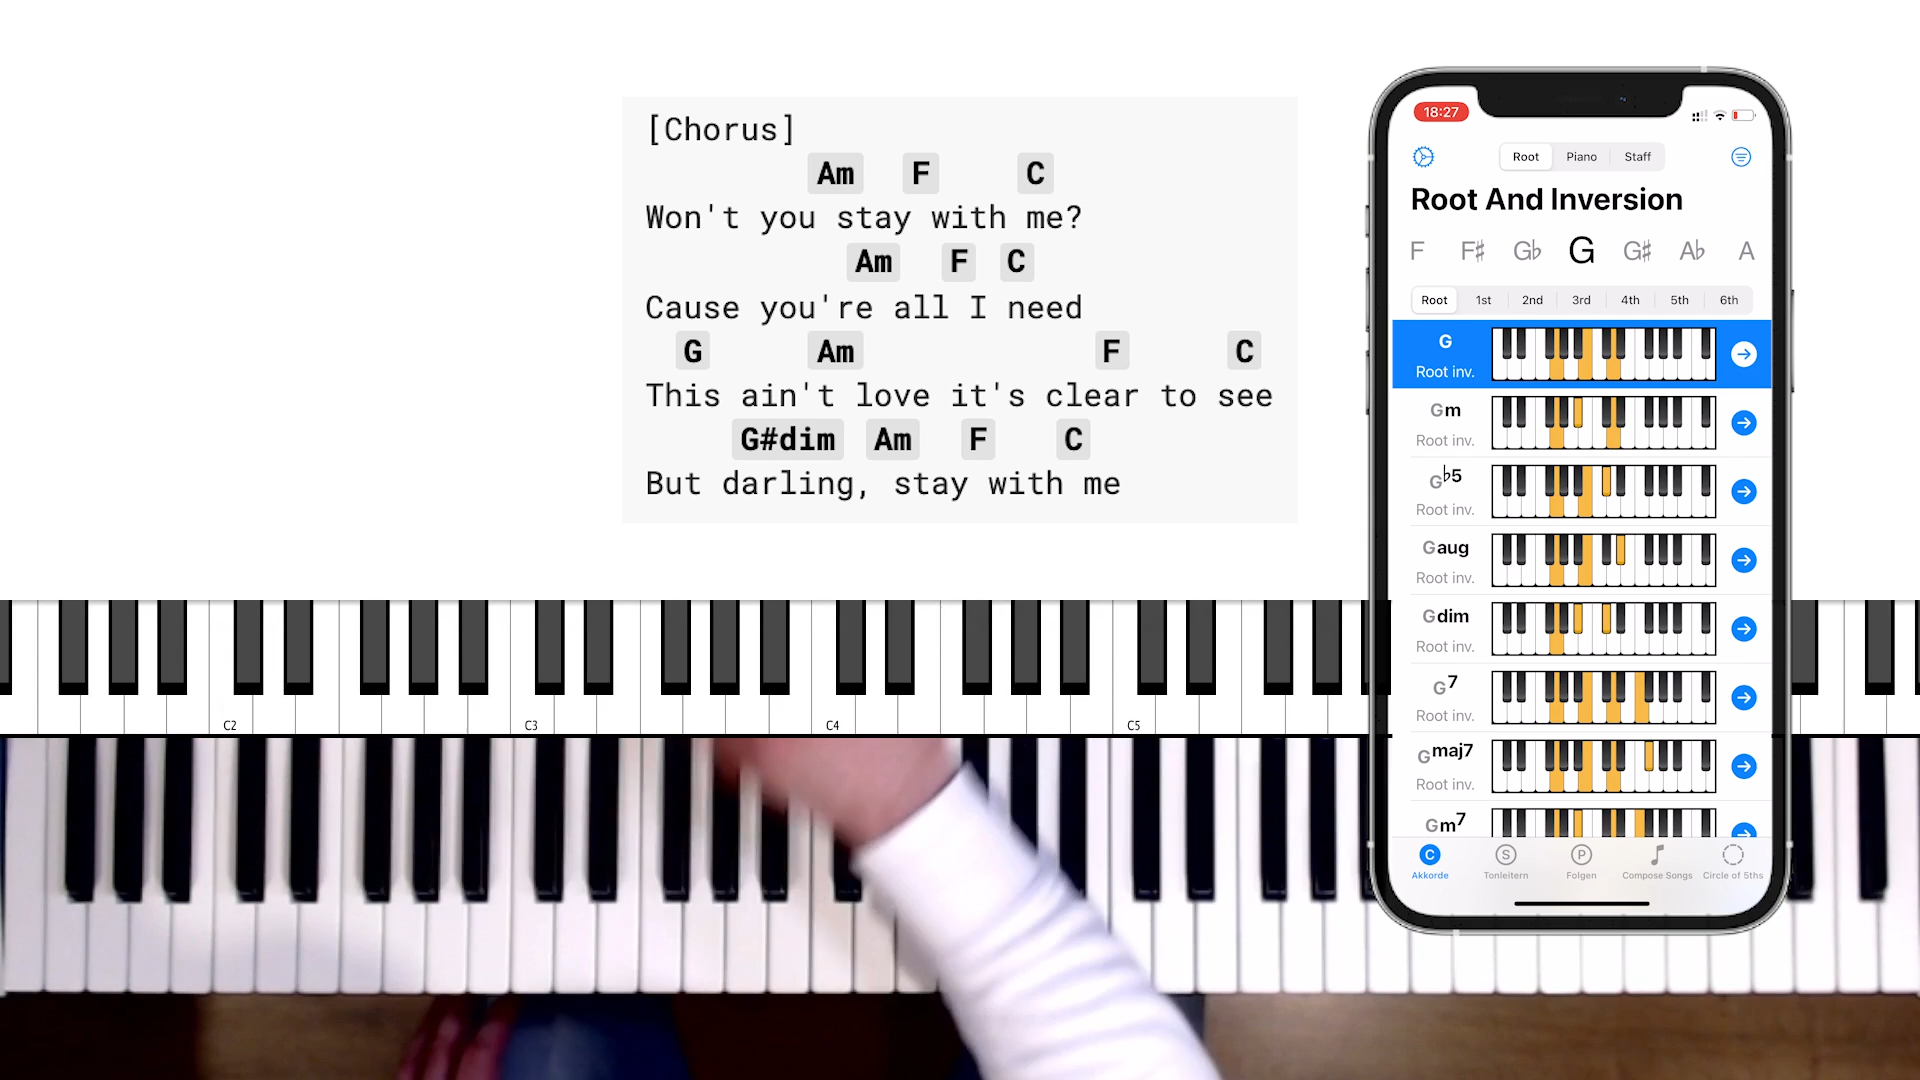 [Chorus]
Am F C
Won't you stay with me?
Am F C
Cause you're all I need
G Am F C
This ain't love it's clear to see
G#dim Am F C
But darling, stay with me
18:27
Root Piano Staff
Root And Inversion
F F♯ G♭ G G♯ A♭ A
Root 1st 2nd 3rd 4th 5th 6th
G
Root inv.
Gm
Root inv.
G♭5
Root inv.
Gaug
Root inv.
Gdim
Root inv.
G7
Root inv.
Gmaj7
Root inv.
Gm7
C S P
Akkorde Tonleitern Folgen Compose Songs Circle of 5ths
C2 C3 C4 C5